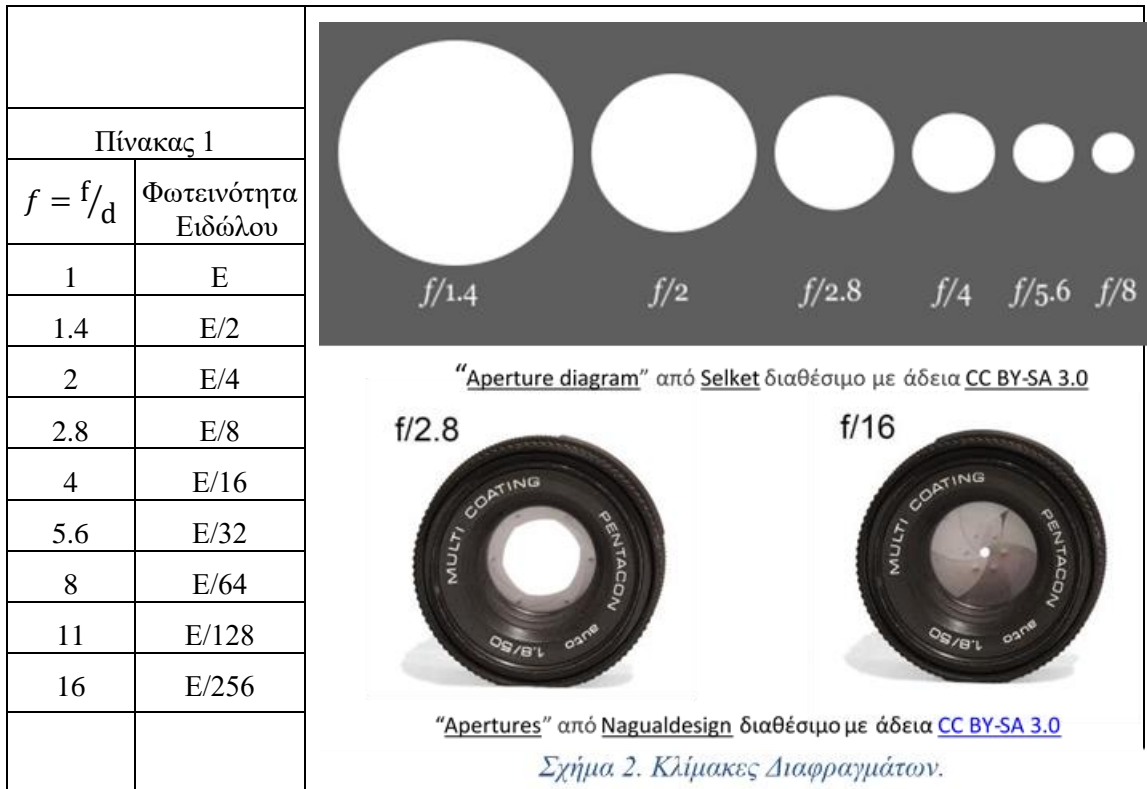 Πίνακας 1
f = f/d
Φωτεινότητα
Ειδώλου
1 E
1.4 E/2
2 E/4
2.8 E/8
4 E/16
5.6 E/32
8 E/64
11 E/128
16 E/256
f/1.4 f/2 f/2.8 f/4 f/5.6 f/8
“Aperture diagram” από Selket διαθέσιμο με άδεια CC BY-SA 3.0
f/2.8
MULTI COATING
PENTACON auto 1.8/50
f/16
MULTI COATING
PENTACON auto 1.8/50
“Apertures” από Nagualdesign διαθέσιμο με άδεια CC BY-SA 3.0
Σχήμα 2. Κλίμακες Διαφραγμάτων.